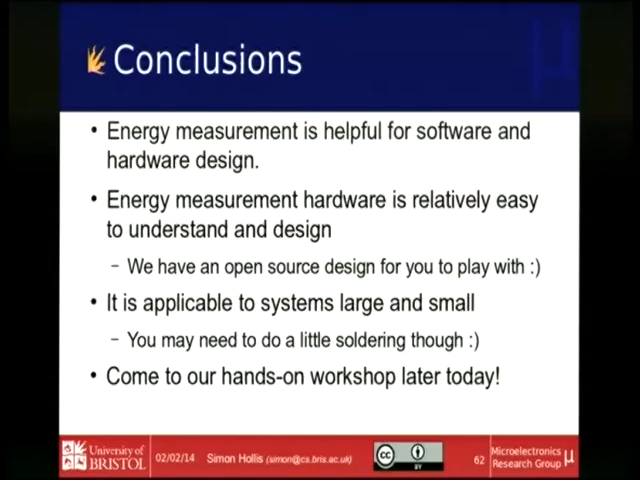 Conclusions
• Energy measurement is helpful for software and
hardware design.
• Energy measurement hardware is relatively easy
to understand and design
– We have an open source design for you to play with :)
• It is applicable to systems large and small
– You may need to do a little soldering though :)
• Come to our hands-on workshop later today!
University of
BRISTOL
02/02/14
Simon Hollis (simon@cs.bris.ac.uk)
cc
BY
62
Microelectronics
Research Group
μ